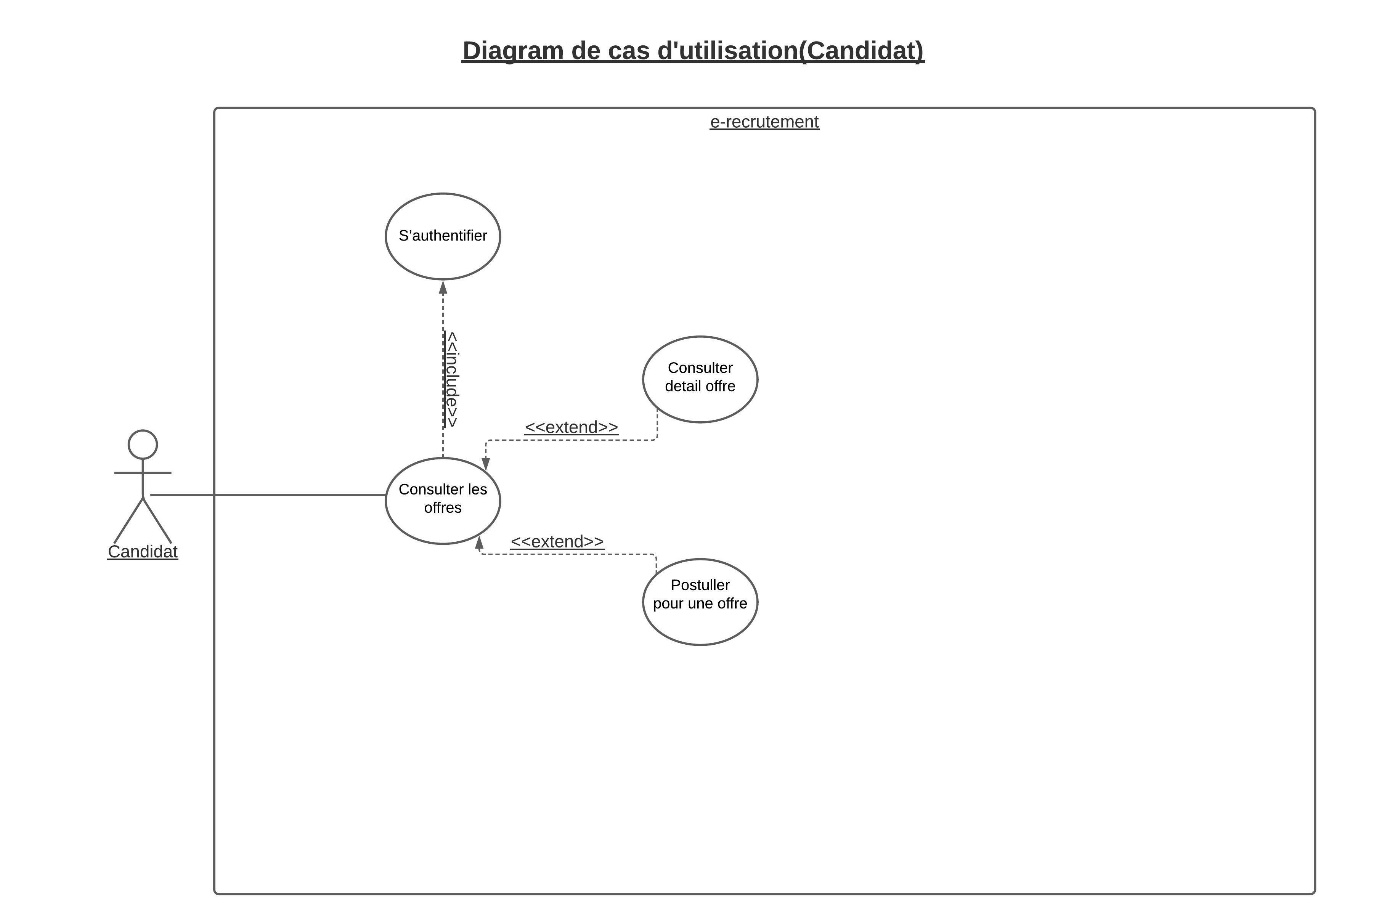 Diagram de cas d'utilisation(Candidat)
e-recrutement
S'authentifier
<<include>>
Consulter
detail offre
<<extend>>
Consulter les
offres
<<extend>>
Candidat
Postuller
pour une offre